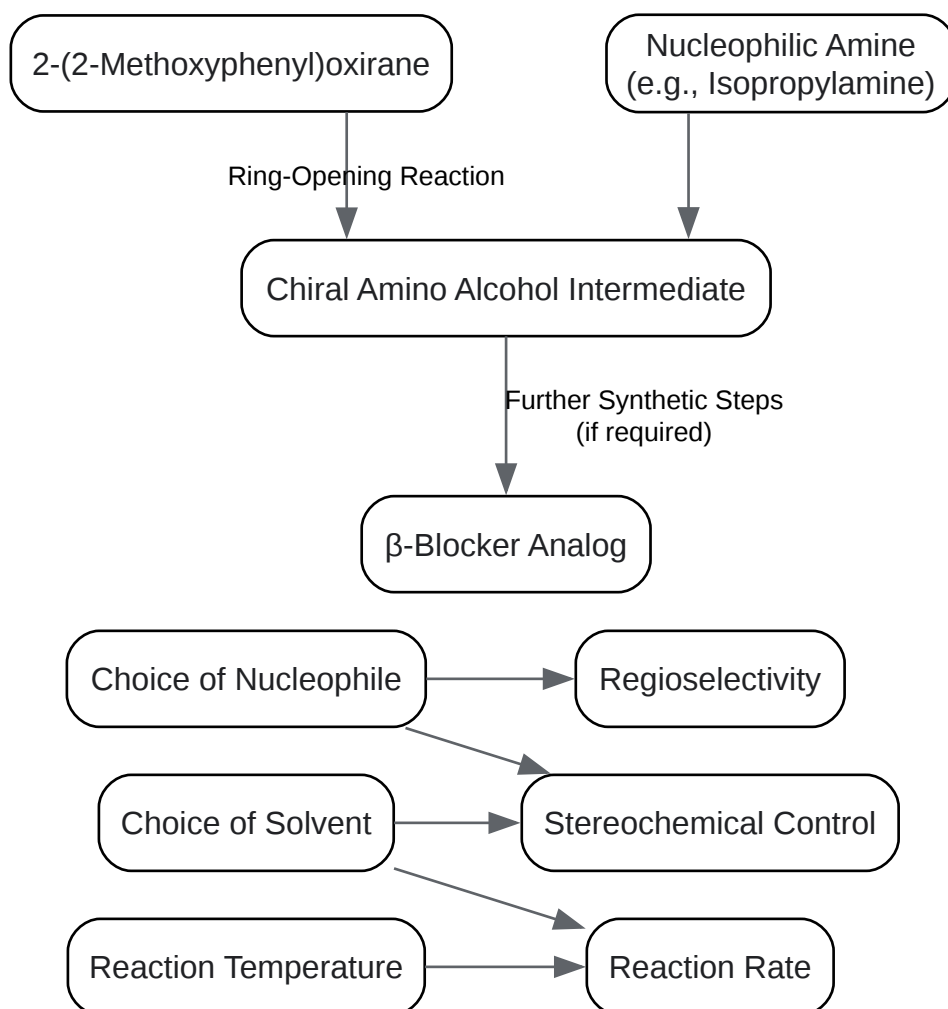 2-(2-Methoxyphenyl)oxirane
Nucleophilic Amine
(e.g., Isopropylamine)
Ring-Opening Reaction
Chiral Amino Alcohol Intermediate
Further Synthetic Steps
(if required)
β-Blocker Analog
Choice of Nucleophile
Regioselectivity
Choice of Solvent
Stereochemical Control
Reaction Temperature
Reaction Rate